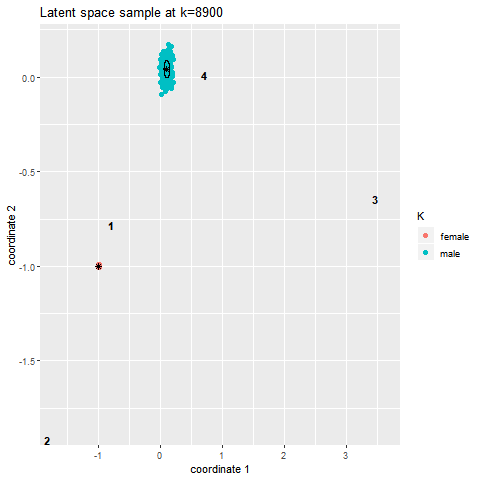 Latent space sample at k=8900
0.0
-0.5
-1.0
-1.5
coordinate 2
4
3
1
2
-1 0 1 2 3
coordinate 1
K
female
male